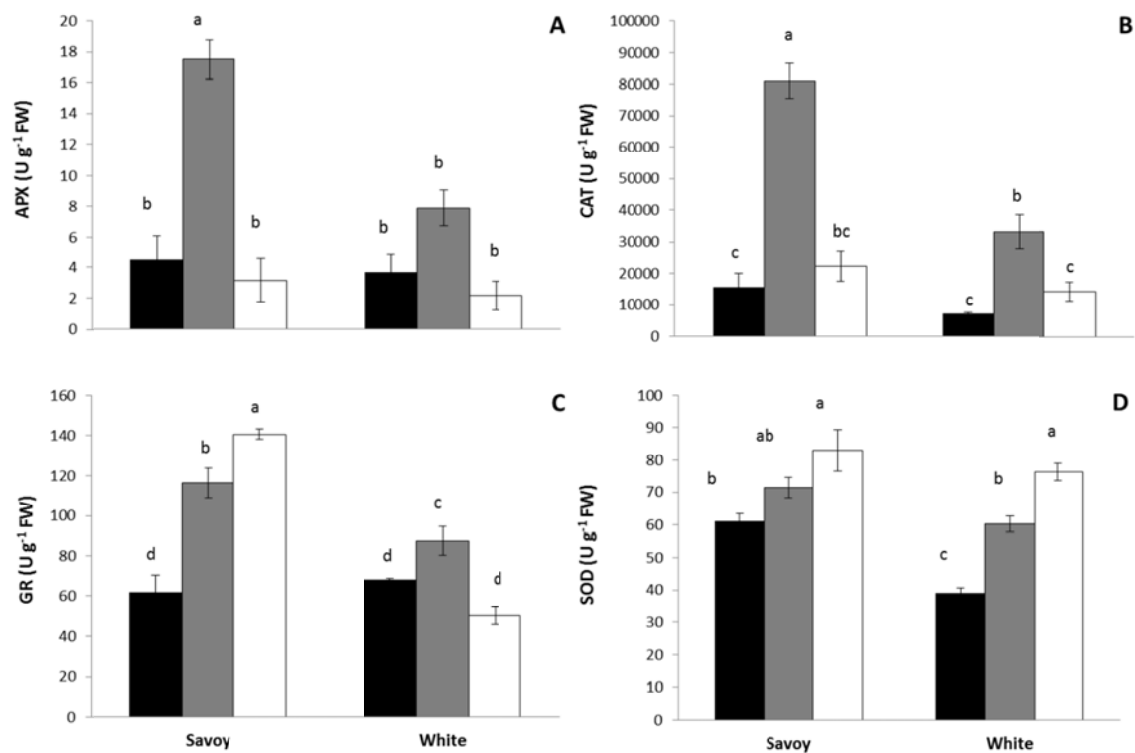 A
APX (U g⁻¹ FW)
20
18
16
14
12
10
8
6
4
2
0
b
a
b
b
b
b
B
CAT (U g⁻¹ FW)
100000
90000
80000
70000
60000
50000
40000
30000
20000
10000
0
c
a
bc
c
b
c
C
GR (U g⁻¹ FW)
160
140
120
100
80
60
40
20
0
d
b
a
d
c
d
Savoy
White
D
SOD (U g⁻¹ FW)
100
90
80
70
60
50
40
30
20
10
0
b
ab
a
c
b
a
Savoy
White